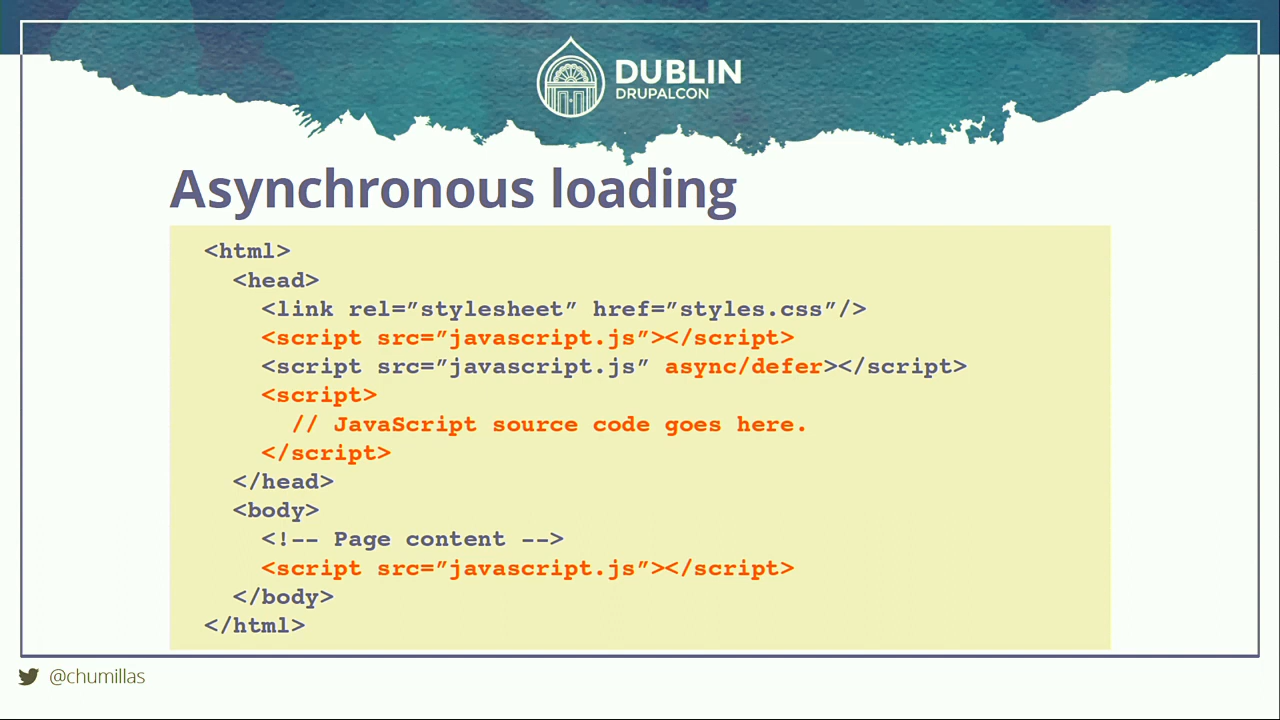 DUBLIN
DRUPALCON
Asynchronous loading
<html>
<head>
<link rel=”stylesheet” href=”styles.css”/>
<script src=”javascript.js”></script>
<script src=”javascript.js” async/defer></script>
<script>
// JavaScript source code goes here.
</script>
</head>
<body>
<!-- Page content -->
<script src=”javascript.js”></script>
</body>
</html>
@chumillas